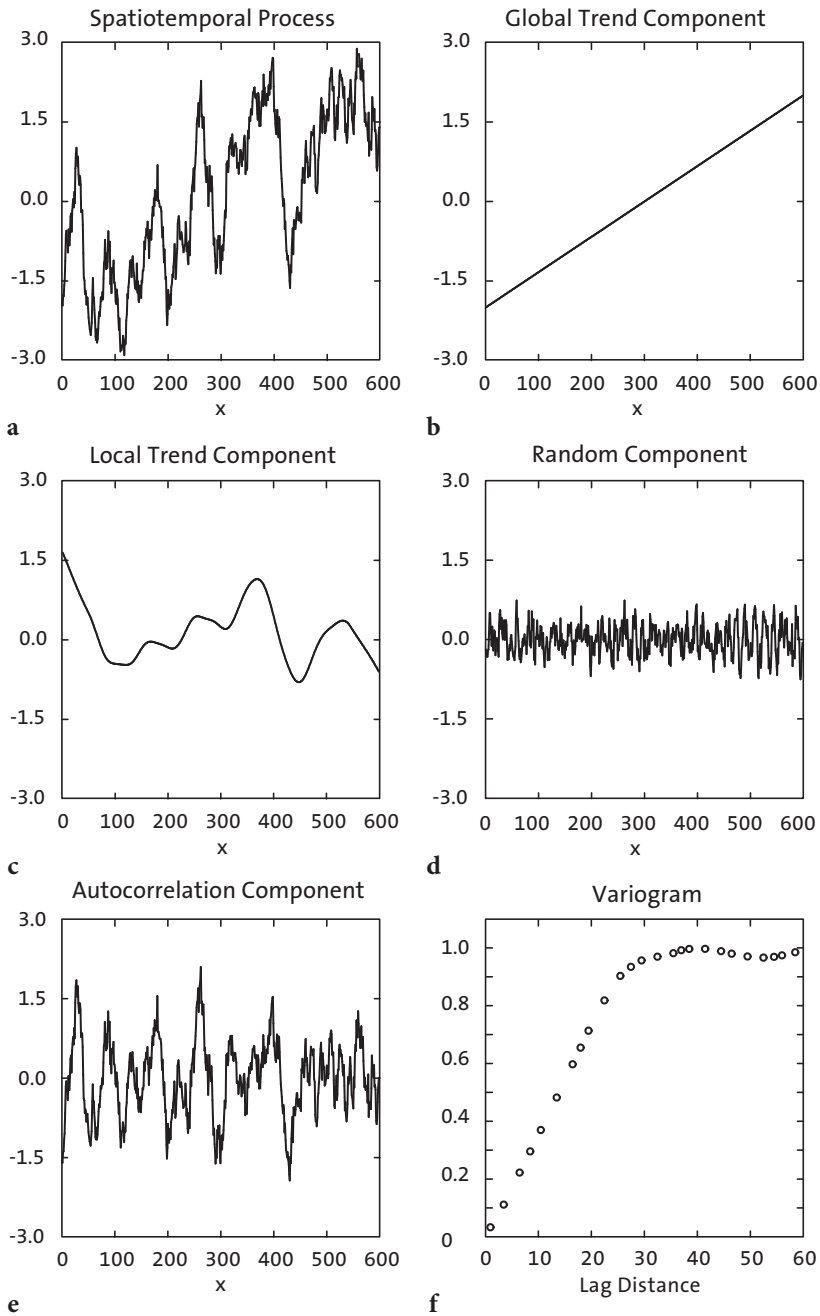 Spatiotemporal Process
3.0
1.5
0.0
-1.5
-3.0
0 100 200 300 400 500 600
x
a
Global Trend Component
3.0
1.5
0.0
-1.5
-3.0
0 100 200 300 400 500 600
x
b
Local Trend Component
3.0
1.5
0.0
-1.5
-3.0
0 100 200 300 400 500 600
x
c
Random Component
3.0
1.5
0.0
-1.5
-3.0
0 100 200 300 400 500 600
x
d
Autocorrelation Component
3.0
1.5
0.0
-1.5
-3.0
0 100 200 300 400 500 600
x
e
Variogram
1.0
0.8
0.6
0.4
0.2
0
0 10 20 30 40 50 60
Lag Distance
f